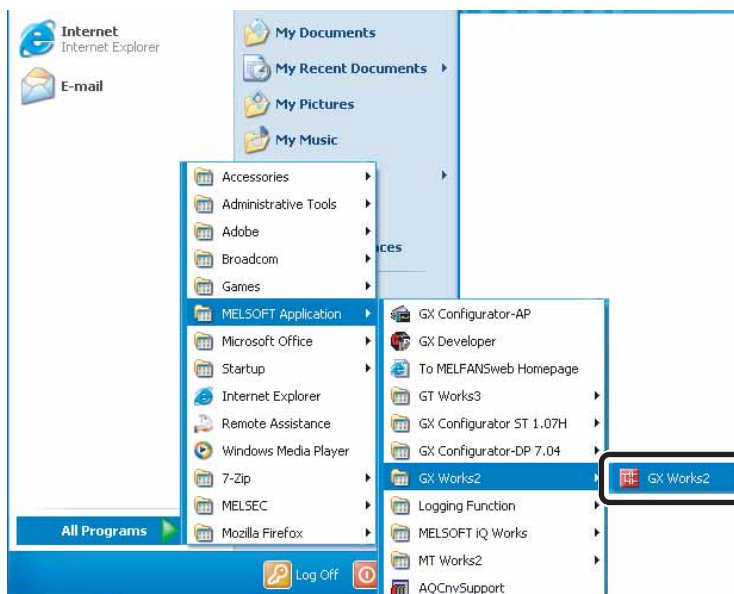 Internet
Internet Explorer
E-mail
My Documents
My Recent Documents
My Pictures
My Music
Accessories
Administrative Tools
Adobe
Broadcom
Games
MELSOFT Application
Microsoft Office
Startup
Internet Explorer
Remote Assistance
Windows Media Player
7-Zip
MELSEC
Mozilla Firefox
GX Configurator-AP
GX Developer
To MELFANSweb Homepage
GT Works3
GX Configurator ST 1.07H
GX Configurator-DP 7.04
GX Works2
Logging Function
MELSOFT iQ Works
MT Works2
AQCnvSupport
GX Works2
All Programs
Log Off